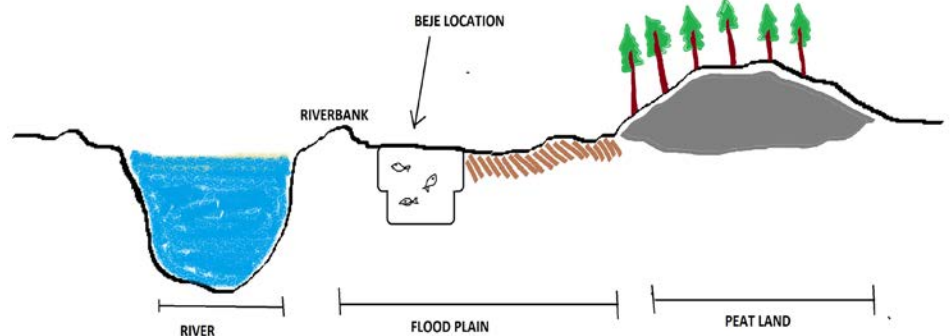 BEJE LOCATION
RIVERBANK
RIVER
FLOOD PLAIN
PEAT LAND